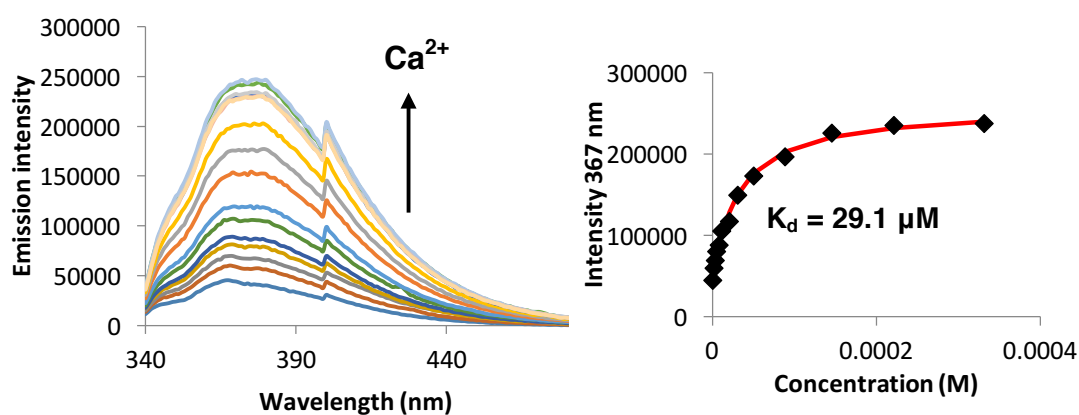 300000
250000
200000
150000
100000
50000
0
Emission intensity
Ca²⁺
340 390 440
Wavelength (nm)
300000
200000
100000
0
Intensity 367 nm
K_d = 29.1 µM
0 0.0002 0.0004
Concentration (M)